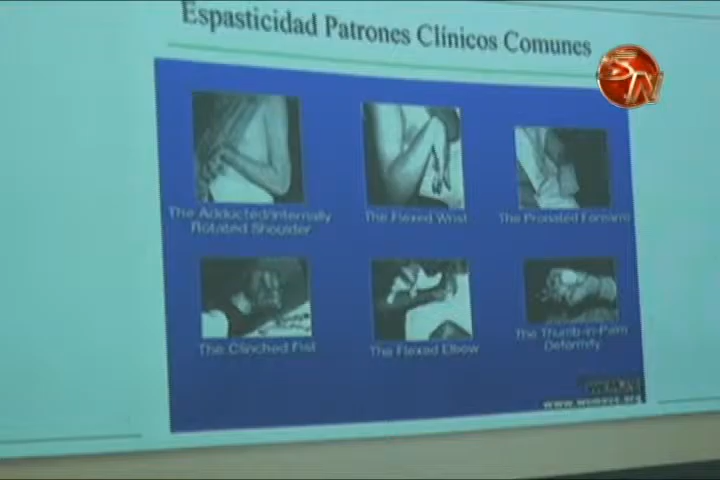 Espasticidad Patrones Clínicos Comunes
SN
The Adducted/Internally
Rotated Shoulder
The Flexed Wrist
The Pronated Forearm
The Clinched Fist
The Flexed Elbow
The Thumb-in-Palm
Deformity
www.wemove.org